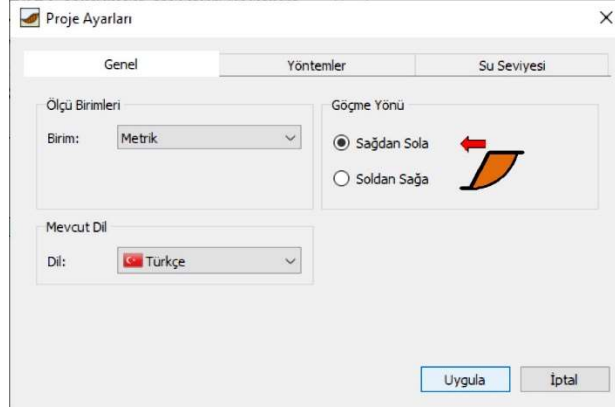 Proje Ayarları
Genel
Yöntemler
Su Seviyesi
Ölçü Birimleri
Birim:
Metrik
Göçme Yönü
Sağdan Sola
Soldan Sağa
Mevcut Dil
Dil:
Türkçe
Uygula
İptal